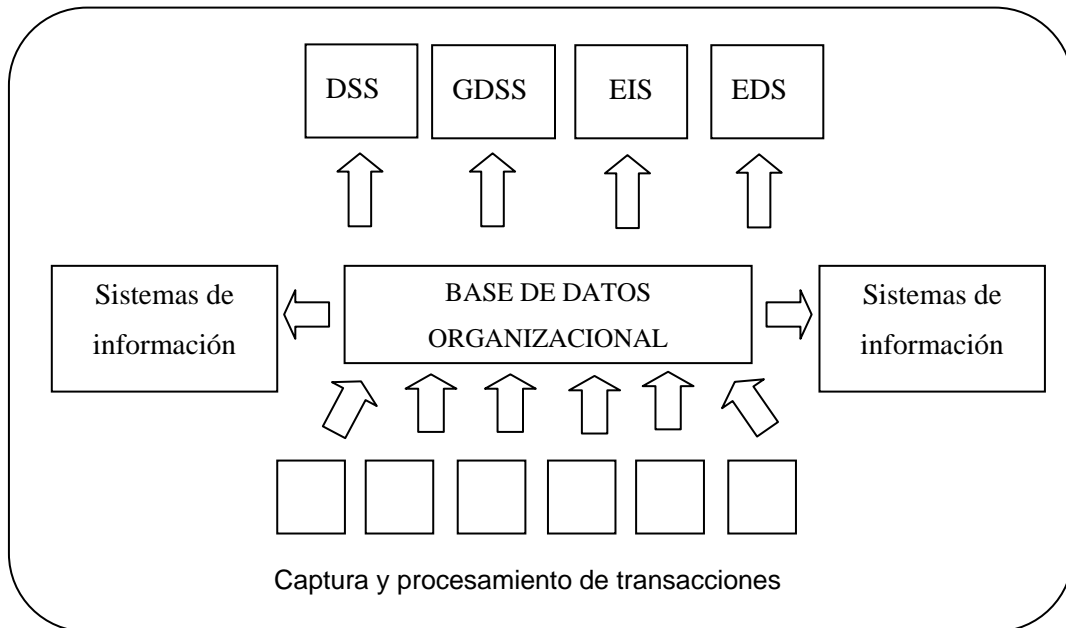 DSS
GDSS
EIS
EDS
Sistemas de
información
BASE DE DATOS
ORGANIZACIONAL
Sistemas de
información
Captura y procesamiento de transacciones